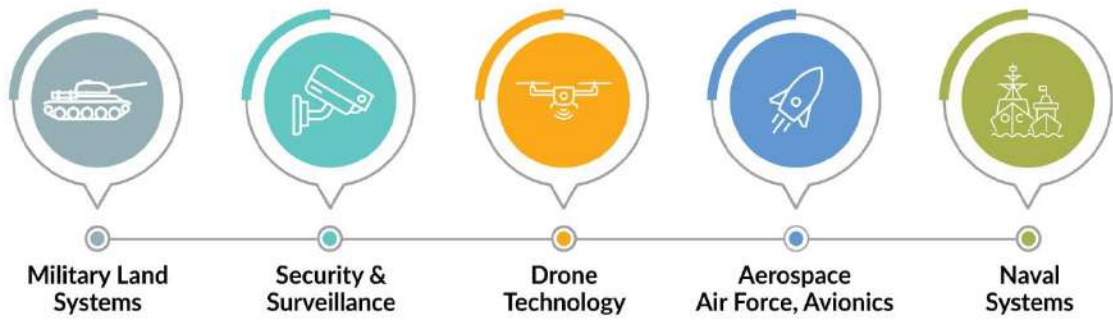 Military Land
Systems
Security &
Surveillance
Drone
Technology
Aerospace
Air Force, Avionics
Naval
Systems